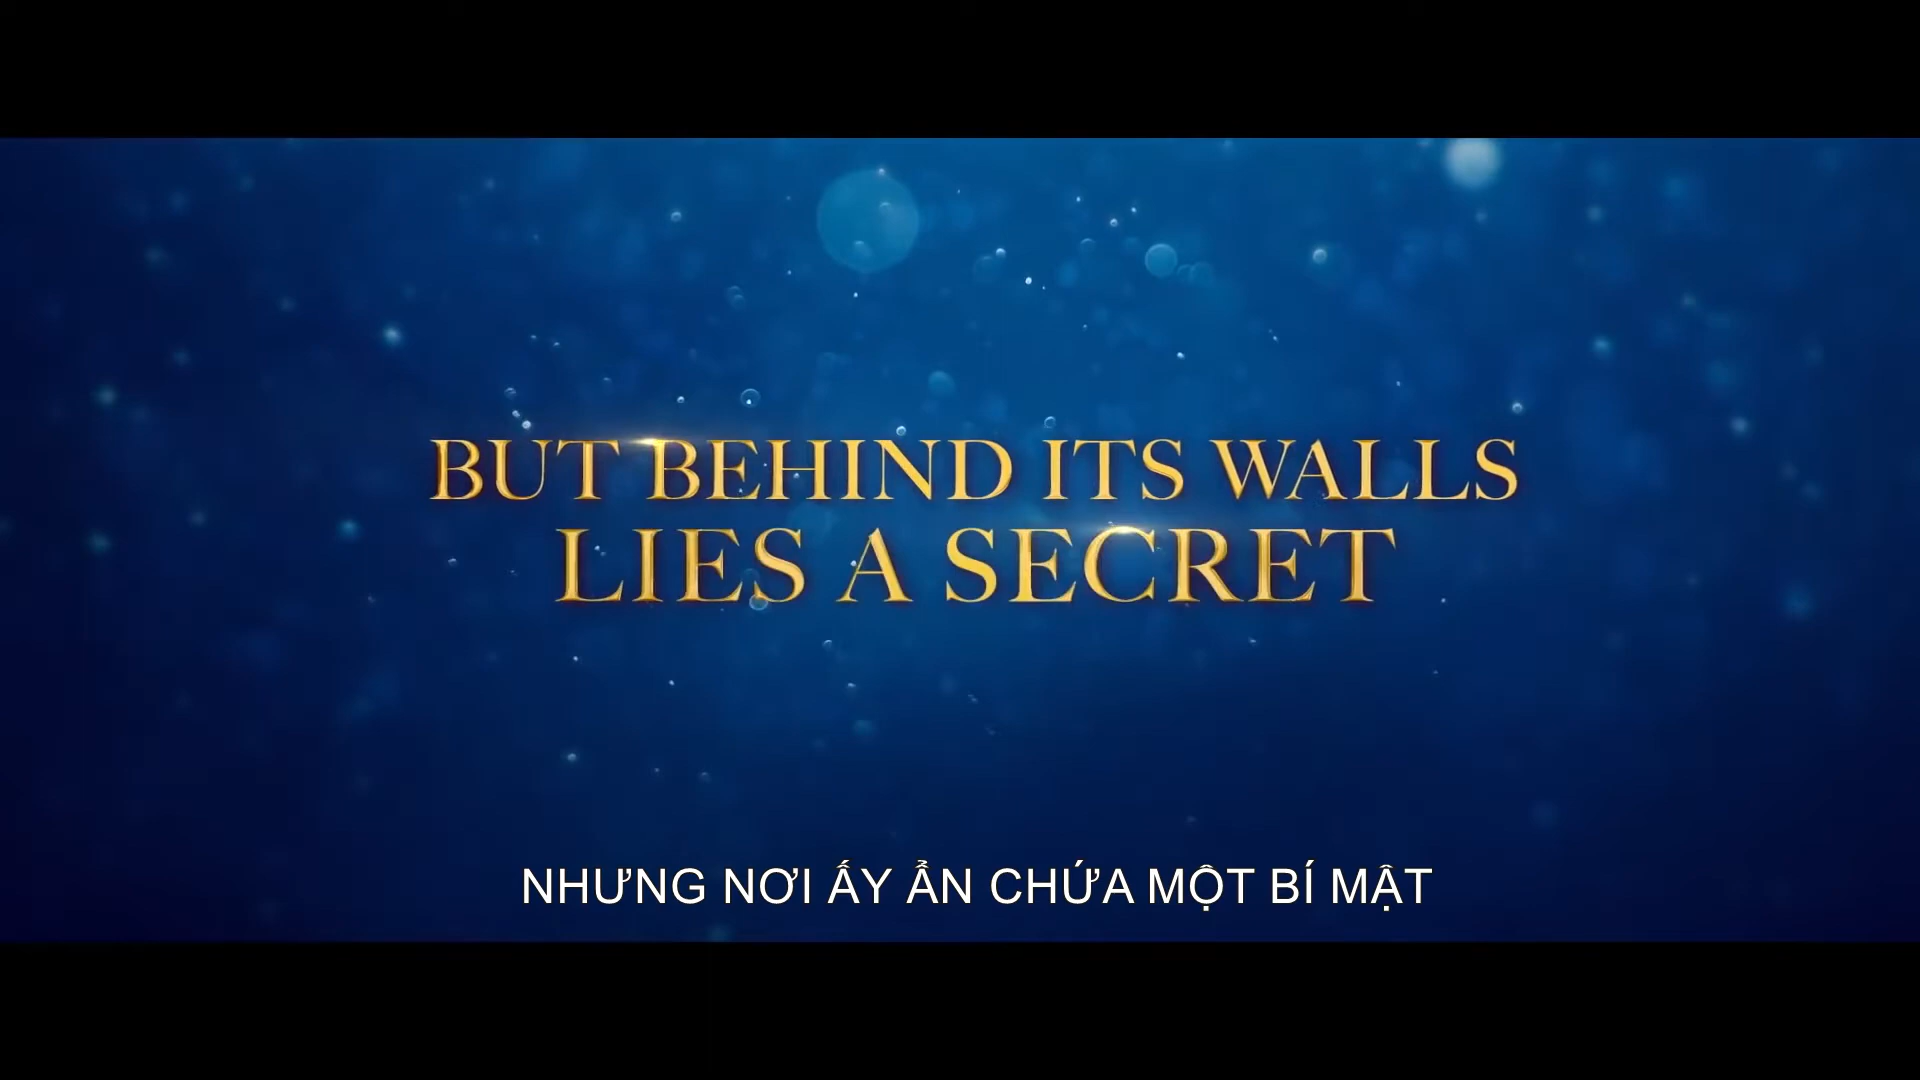 BUT BEHIND ITS WALLS
LIES A SECRET
NHƯNG NƠI ẤY ẨN CHỨA MỘT BÍ MẬT